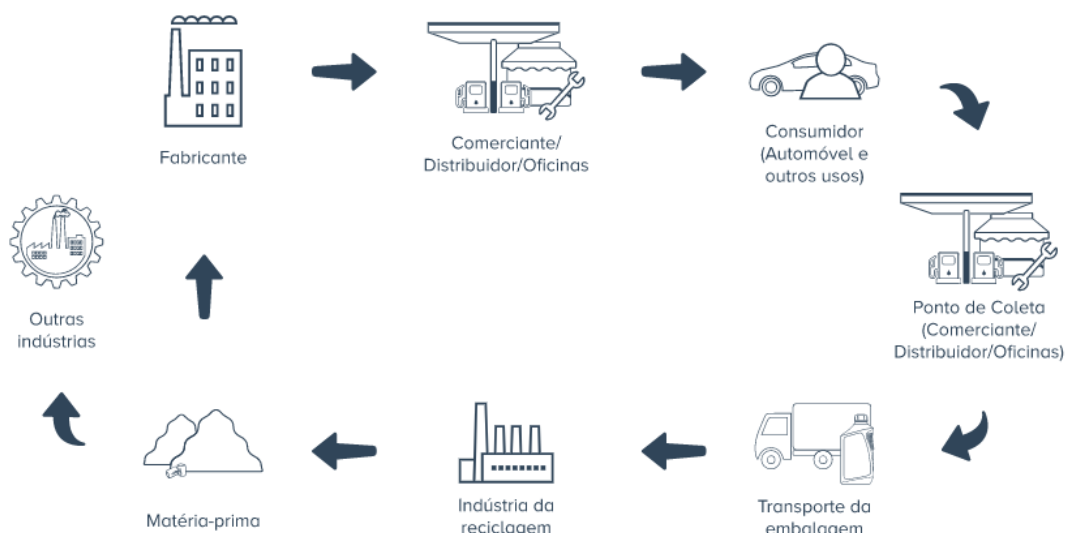 Fabricante
Comerciante/
Distribuidor/Oficinas
Consumidor
(Automóvel e
outros usos)
Ponto de Coleta
(Comerciante/
Distribuidor/Oficinas)
Transporte da
embalagem
Indústria da
reciclagem
Matéria-prima
Outras
indústrias